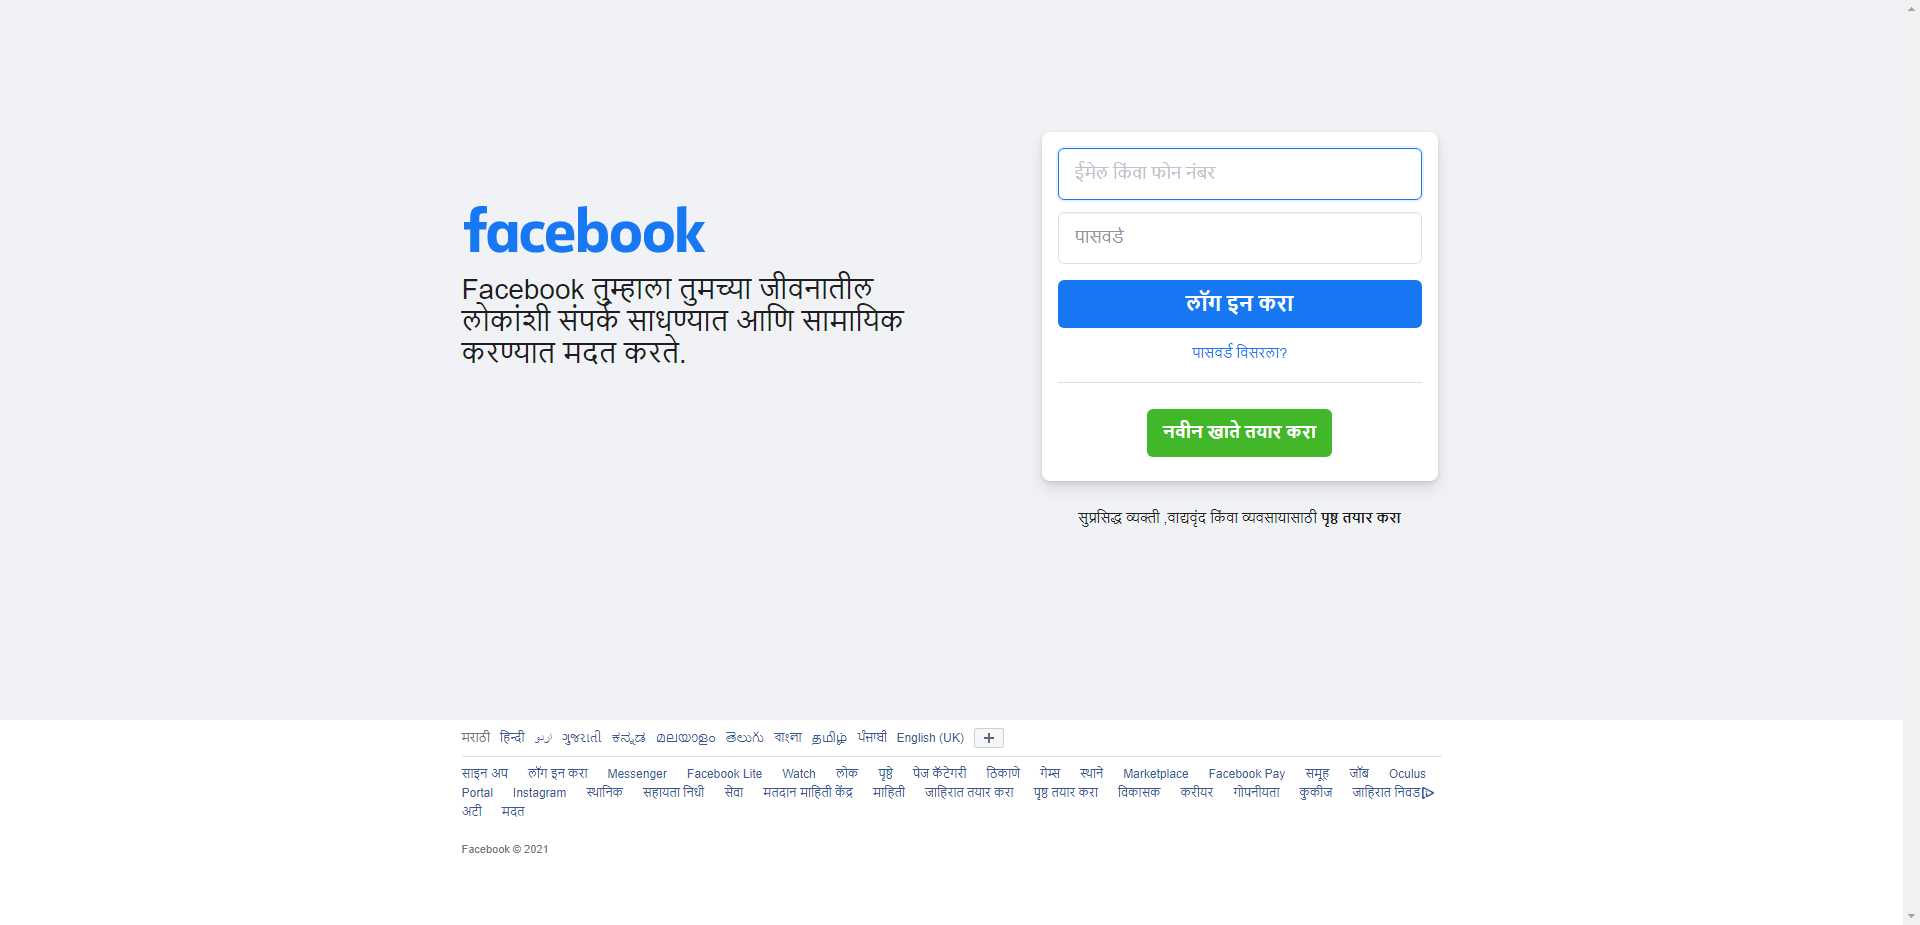 facebook
Facebook तुम्हाला तुमच्या जीवनातील
लोकांशी संपर्क साधण्यात आणि सामायिक
करण्यात मदत करते.
ईमेल किंवा फोन नंबर
पासवर्ड
लॉग इन करा
पासवर्ड विसरला?
नवीन खाते तयार करा
सुप्रसिद्ध व्यक्ती ,वाद्यवृंद किंवा व्यवसायासाठी पृष्ठ तयार करा
मराठी हिन्दी اردو ગુજરાતી ಕನ್ನಡ മലയാളം తెలుగు বাংলা தமிழ் ਪੰਜਾਬੀ English (UK)
साइन अप लॉग इन करा Messenger Facebook Lite Watch लोक पृष्ठे पेज कॅटेगरी ठिकाणे गेम्स स्थाने Marketplace Facebook Pay समूह जॉब Oculus
Portal Instagram स्थानिक सहायता निधी सेवा मतदान माहिती केंद्र माहिती जाहिरात तयार करा पृष्ठ तयार करा विकासक करीयर गोपनीयता कुकीज जाहिरात निवड
अटी मदत
Facebook © 2021